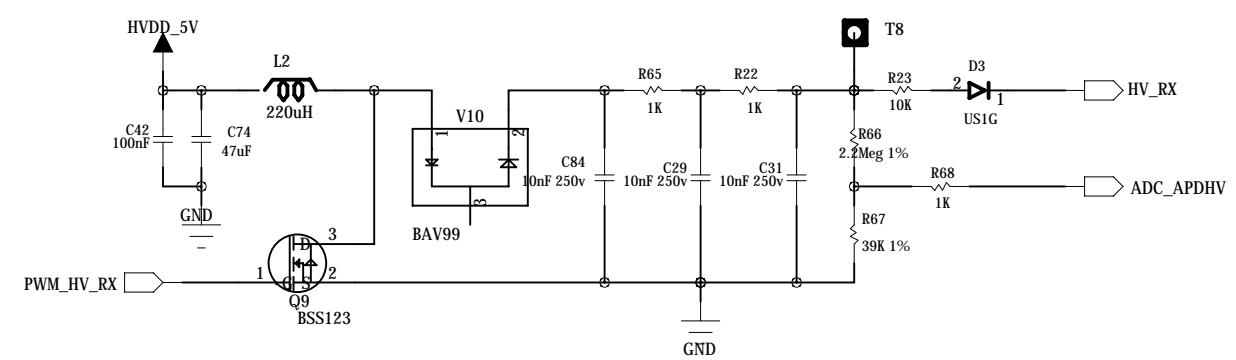 HVDD_5V
T8
L2
220uH
R65
1K
R22
1K
R23
10K
D3
2
1
US1G
HV_RX
C42
100nF
C74
47uF
V10
1
2
3
BAV99
C84
10nF 250v
C29
10nF 250v
C31
10nF 250v
R66
2.2Meg 1%
R68
1K
ADC_APDHV
R67
39K 1%
GND
PWM_HV_RX
1
G
D
S
3
2
Q9
BSS123
GND